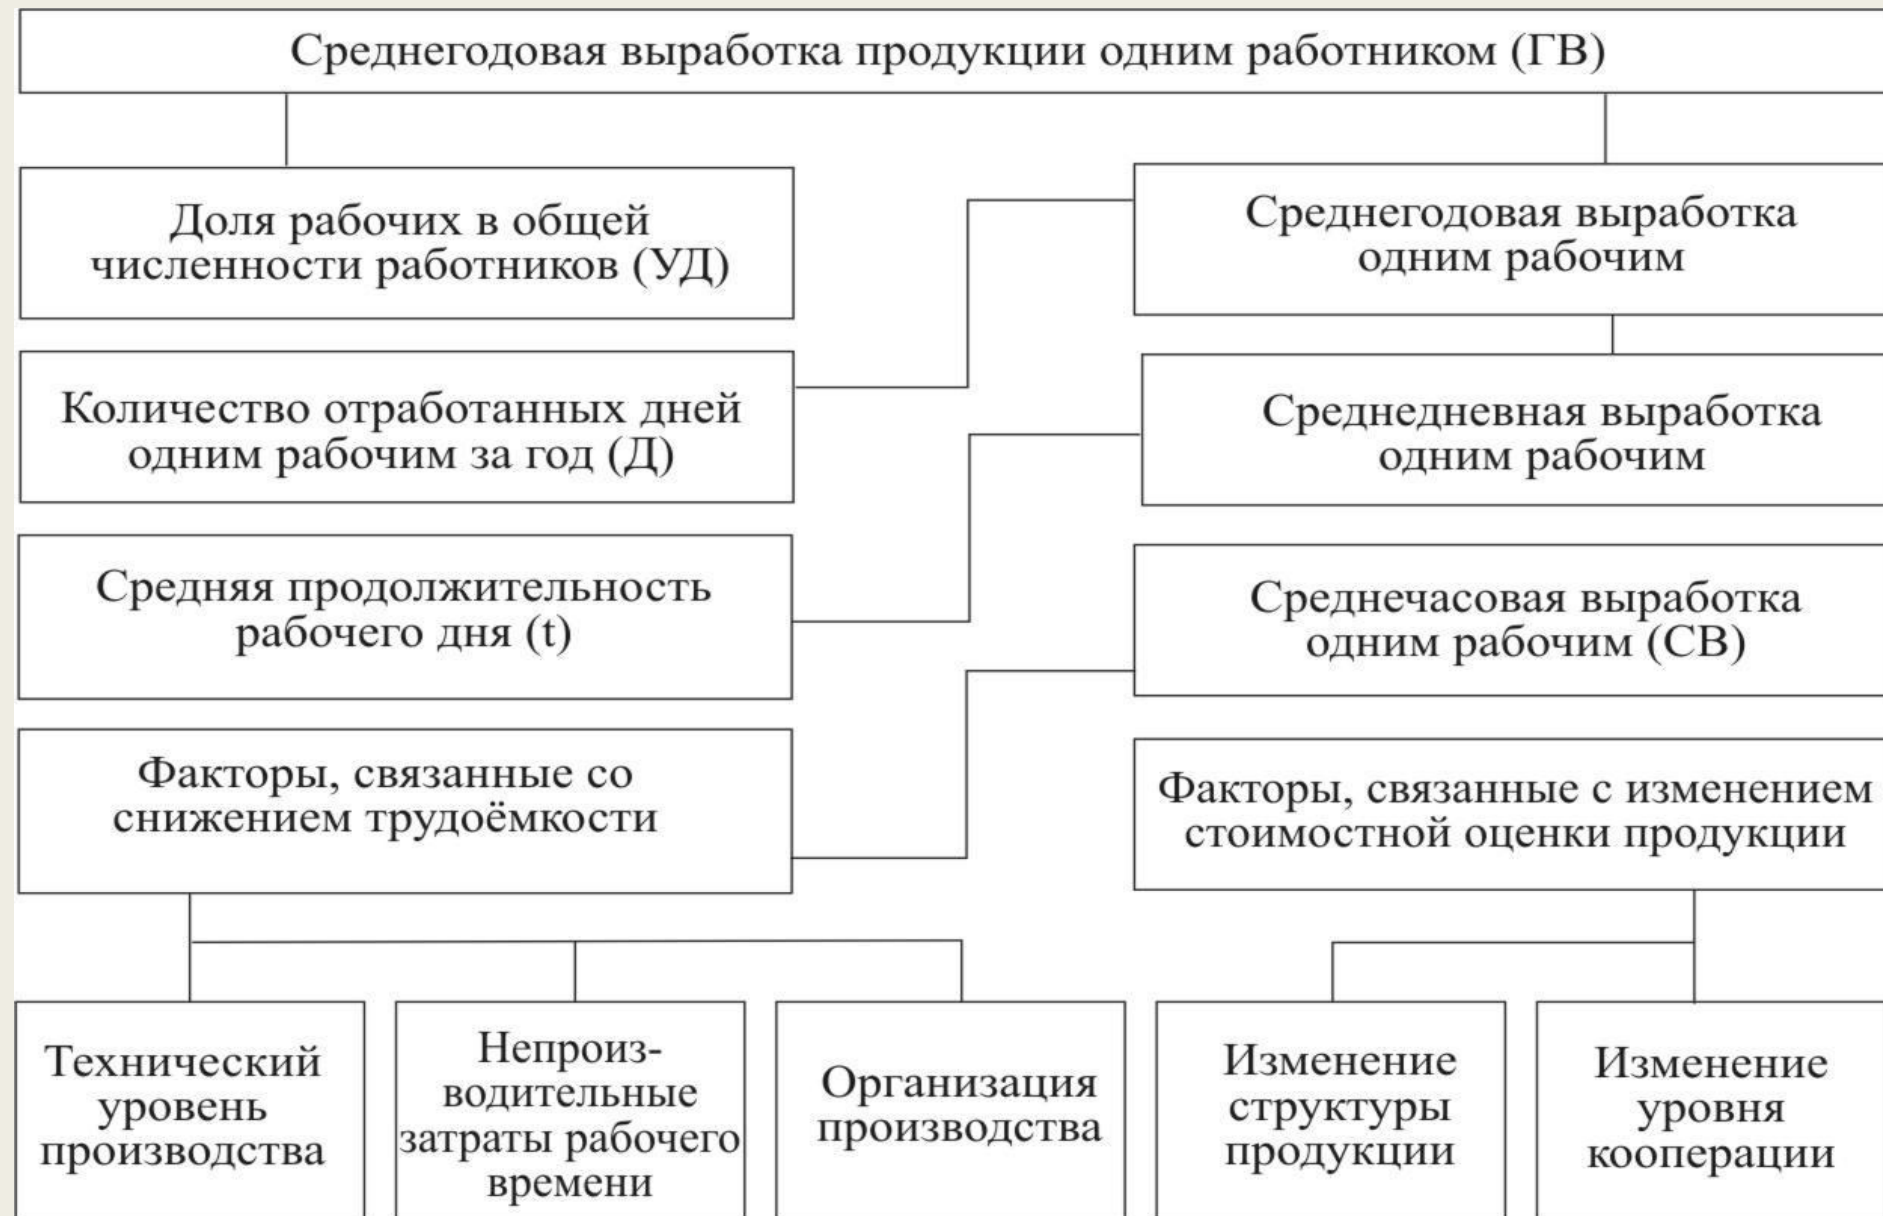 Среднегодовая выработка продукции одним работником (ГВ)
Доля рабочих в общей
численности работников (УД)
Среднегодовая выработка
одним рабочим
Количество отработанных дней
одним рабочим за год (Д)
Среднедневная выработка
одним рабочим
Средняя продолжительность
рабочего дня (t)
Среднечасовая выработка
одним рабочим (СВ)
Факторы, связанные со
снижением трудоёмкости
Факторы, связанные с изменением
стоимостной оценки продукции
Технический
уровень
производства
Непроиз-
водительные
затраты рабочего
времени
Организация
производства
Изменение
структуры
продукции
Изменение
уровня
кооперации